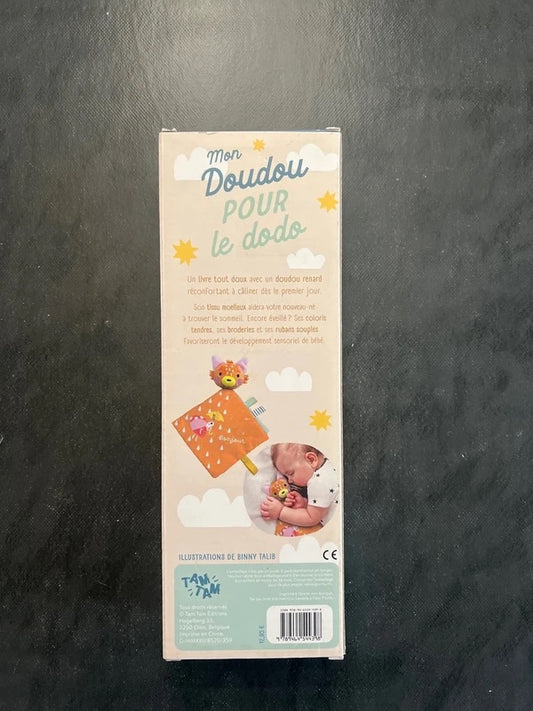 Mon
Doudou
POUR
le dodo
Un livre tout doux avec un doudou renard
réconfortant à câliner dès le premier jour.
Son tissu moelleux aidera votre nouveau-né
à trouver le sommeil. Encore éveillé ? Ses coloris
tendres, ses broderies et ses rubans souples
Favoriseront le développement sensoriel de bébé.
Bonjour
ILLUSTRATIONS DE BINNY TALIB
CE
TAM
TAM
Tous droits réservés
© Tam Tam Éditions
Hagelberg 33,
2250 Olen, Belgique
Imprimé en Chine.
12,95 €